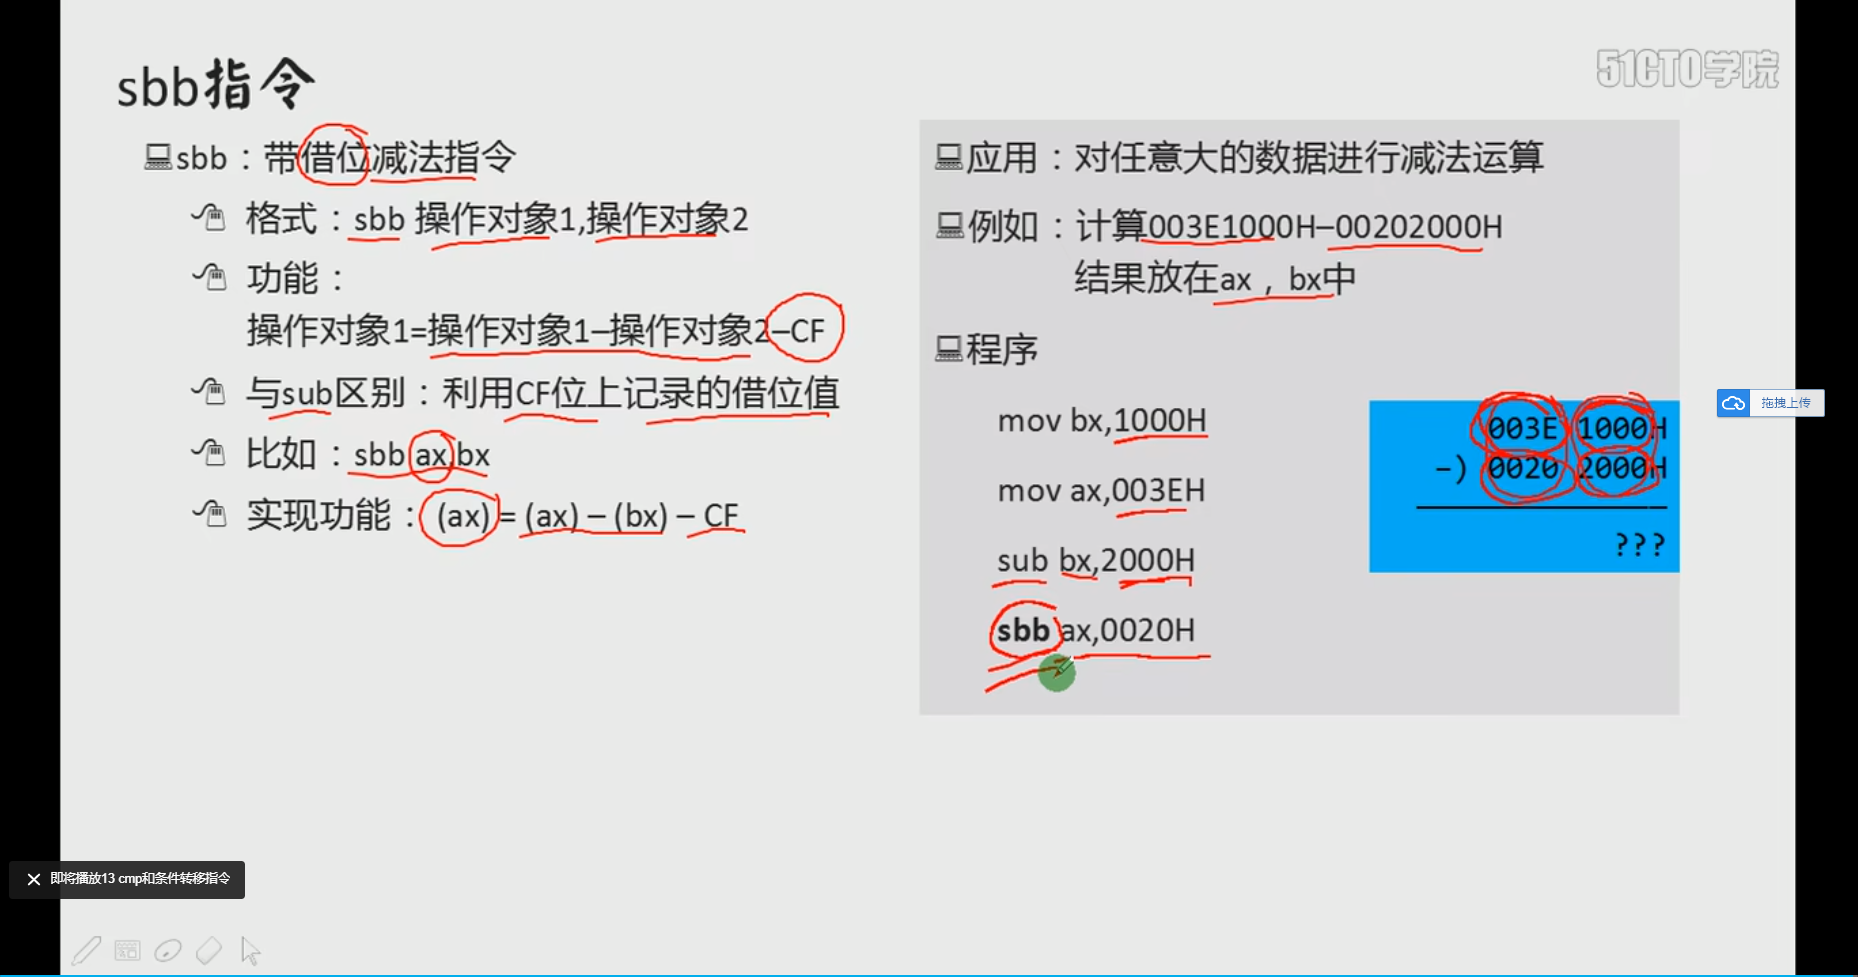 sbb指令
51CTO学院
sbb：带借位减法指令
格式：sbb 操作对象1,操作对象2
功能：
操作对象1=操作对象1–操作对象2–CF
与sub区别：利用CF位上记录的借位值
比如：sbb ax,bx
实现功能：(ax) = (ax) – (bx) – CF
应用：对任意大的数据进行减法运算
例如：计算003E1000H–00202000H
结果放在ax，bx中
程序
mov bx,1000H
mov ax,003EH
sub bx,2000H
sbb ax,0020H
003E 1000H
–) 0020 2000H
???
拖拽上传
即将播放13 cmp和条件转移指令